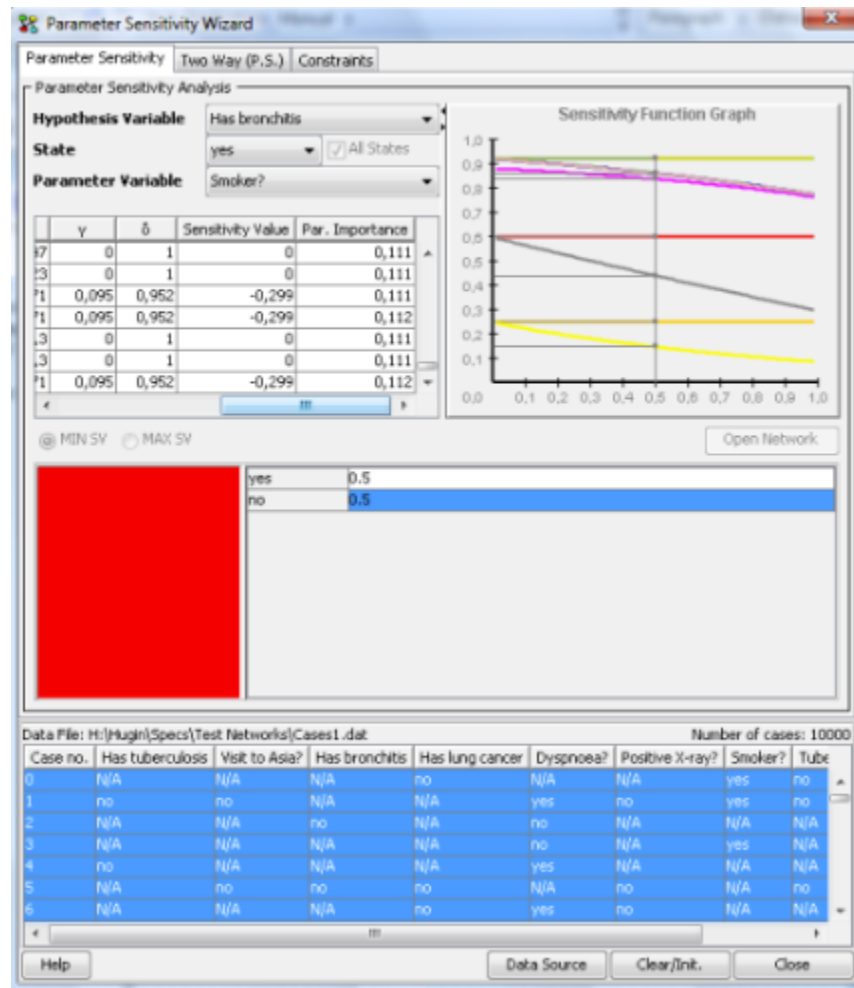 Parameter Sensitivity Wizard
Parameter Sensitivity Two Way (P.S.) Constraints
Parameter Sensitivity Analysis
Hypothesis Variable Has bronchitis
State yes All States
Parameter Variable Smoker?
γ δ Sensitivity Value Par. Importance
37 0 1 0 0,111
23 0 1 0 0,111
71 0,095 0,952 -0,299 0,111
71 0,095 0,952 -0,299 0,112
,3 0 1 0 0,111
,3 0 1 0 0,111
71 0,095 0,952 -0,299 0,112
Sensitivity Function Graph
1,0
0,9
0,8
0,7
0,6
0,5
0,4
0,3
0,2
0,1
0,0 0,1 0,2 0,3 0,4 0,5 0,6 0,7 0,8 0,9 1,0
MIN SV MAX SV Open Network
yes 0.5
no 0.5
Data File: H:\Hugin\Specs\Test Networks\Cases1.dat Number of cases: 10000
Case no. Has tuberculosis Visit to Asia? Has bronchitis Has lung cancer Dyspnoea? Positive X-ray? Smoker? Tube
0 N/A N/A N/A no N/A N/A yes no
1 no no N/A N/A yes no yes no
2 N/A N/A no N/A no N/A N/A N/A
3 N/A N/A N/A N/A no N/A yes N/A
4 no N/A N/A N/A yes N/A N/A N/A
5 N/A no no no N/A no N/A no
6 N/A N/A N/A no yes no N/A N/A
Help Data Source Clear/Init. Close